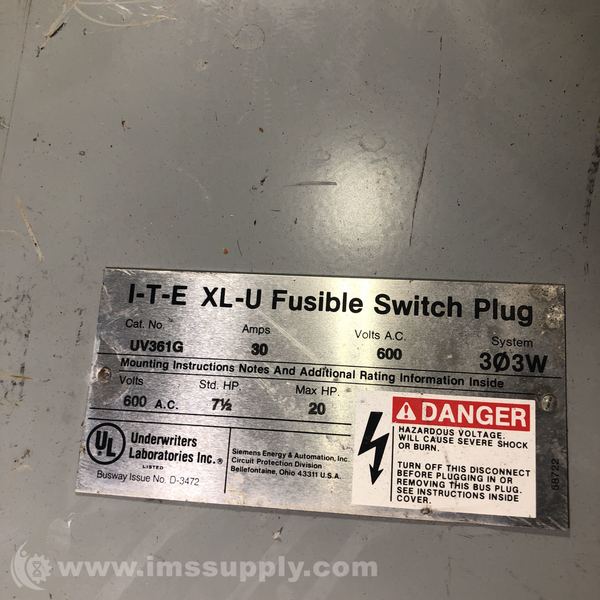 I-T-E XL-U Fusible Switch Plug
Cat. No. Amps Volts A.C. System
UV361G 30 600 3Ø3W
Mounting Instructions Notes And Additional Rating Information Inside
Volts Std. HP. Max HP.
600 A.C. 7½ 20
UL
Underwriters
Laboratories Inc.®
LISTED
Busway Issue No. D-3472
Siemens Energy & Automation, Inc.
Circuit Protection Division
Bellefontaine, Ohio 43311 U.S.A.
DANGER
HAZARDOUS VOLTAGE.
WILL CAUSE SEVERE SHOCK
OR BURN.
TURN OFF THIS DISCONNECT
BEFORE PLUGGING IN OR
REMOVING THIS BUS PLUG.
SEE INSTRUCTIONS INSIDE
COVER.
58722
www.imssupply.com